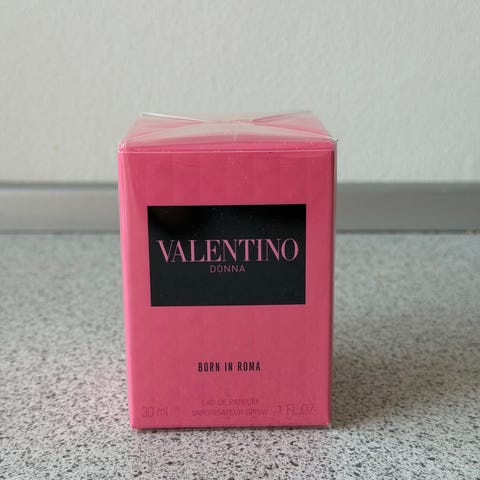 VALENTINO
DONNA
BORN IN ROMA
EAU DE PARFUM
30 ml VAPORISATEUR SPRAY 1 FL.OZ